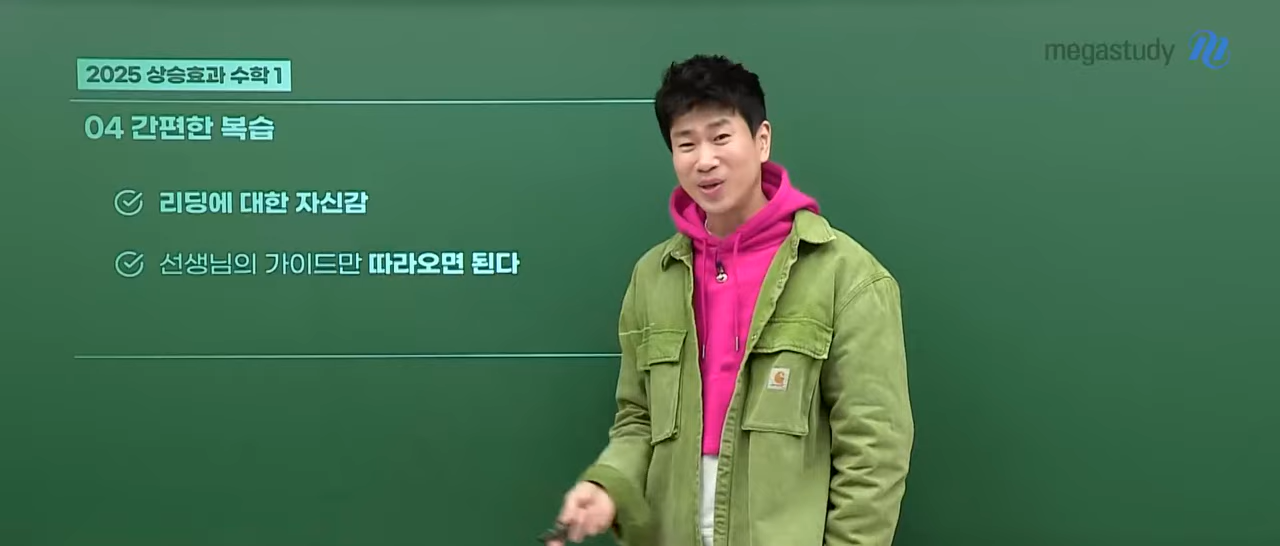 2025 상승효과 수학 1
megastudy
04 간편한 복습
리딩에 대한 자신감
선생님의 가이드만 따라오면 된다